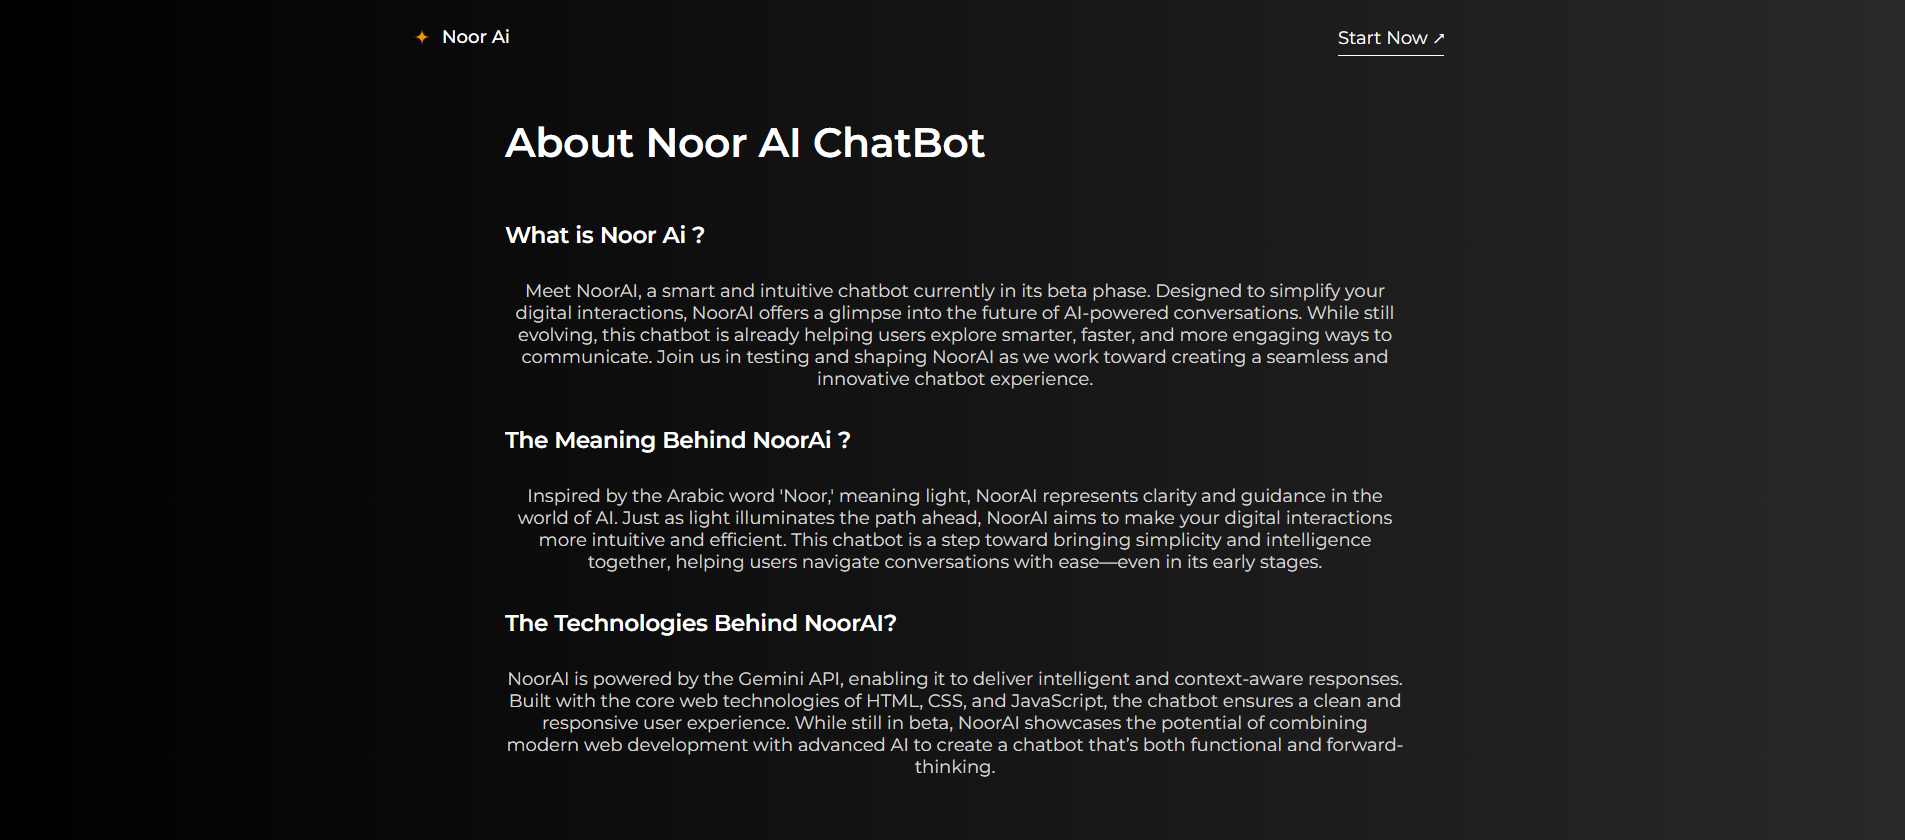 ✦ Noor Ai
Start Now ↗
About Noor AI ChatBot
What is Noor Ai ?
Meet NoorAI, a smart and intuitive chatbot currently in its beta phase. Designed to simplify your
digital interactions, NoorAI offers a glimpse into the future of AI-powered conversations. While still
evolving, this chatbot is already helping users explore smarter, faster, and more engaging ways to
communicate. Join us in testing and shaping NoorAI as we work toward creating a seamless and
innovative chatbot experience.
The Meaning Behind NoorAi ?
Inspired by the Arabic word 'Noor,' meaning light, NoorAI represents clarity and guidance in the
world of AI. Just as light illuminates the path ahead, NoorAI aims to make your digital interactions
more intuitive and efficient. This chatbot is a step toward bringing simplicity and intelligence
together, helping users navigate conversations with ease—even in its early stages.
The Technologies Behind NoorAI?
NoorAI is powered by the Gemini API, enabling it to deliver intelligent and context-aware responses.
Built with the core web technologies of HTML, CSS, and JavaScript, the chatbot ensures a clean and
responsive user experience. While still in beta, NoorAI showcases the potential of combining
modern web development with advanced AI to create a chatbot that’s both functional and forward-
thinking.